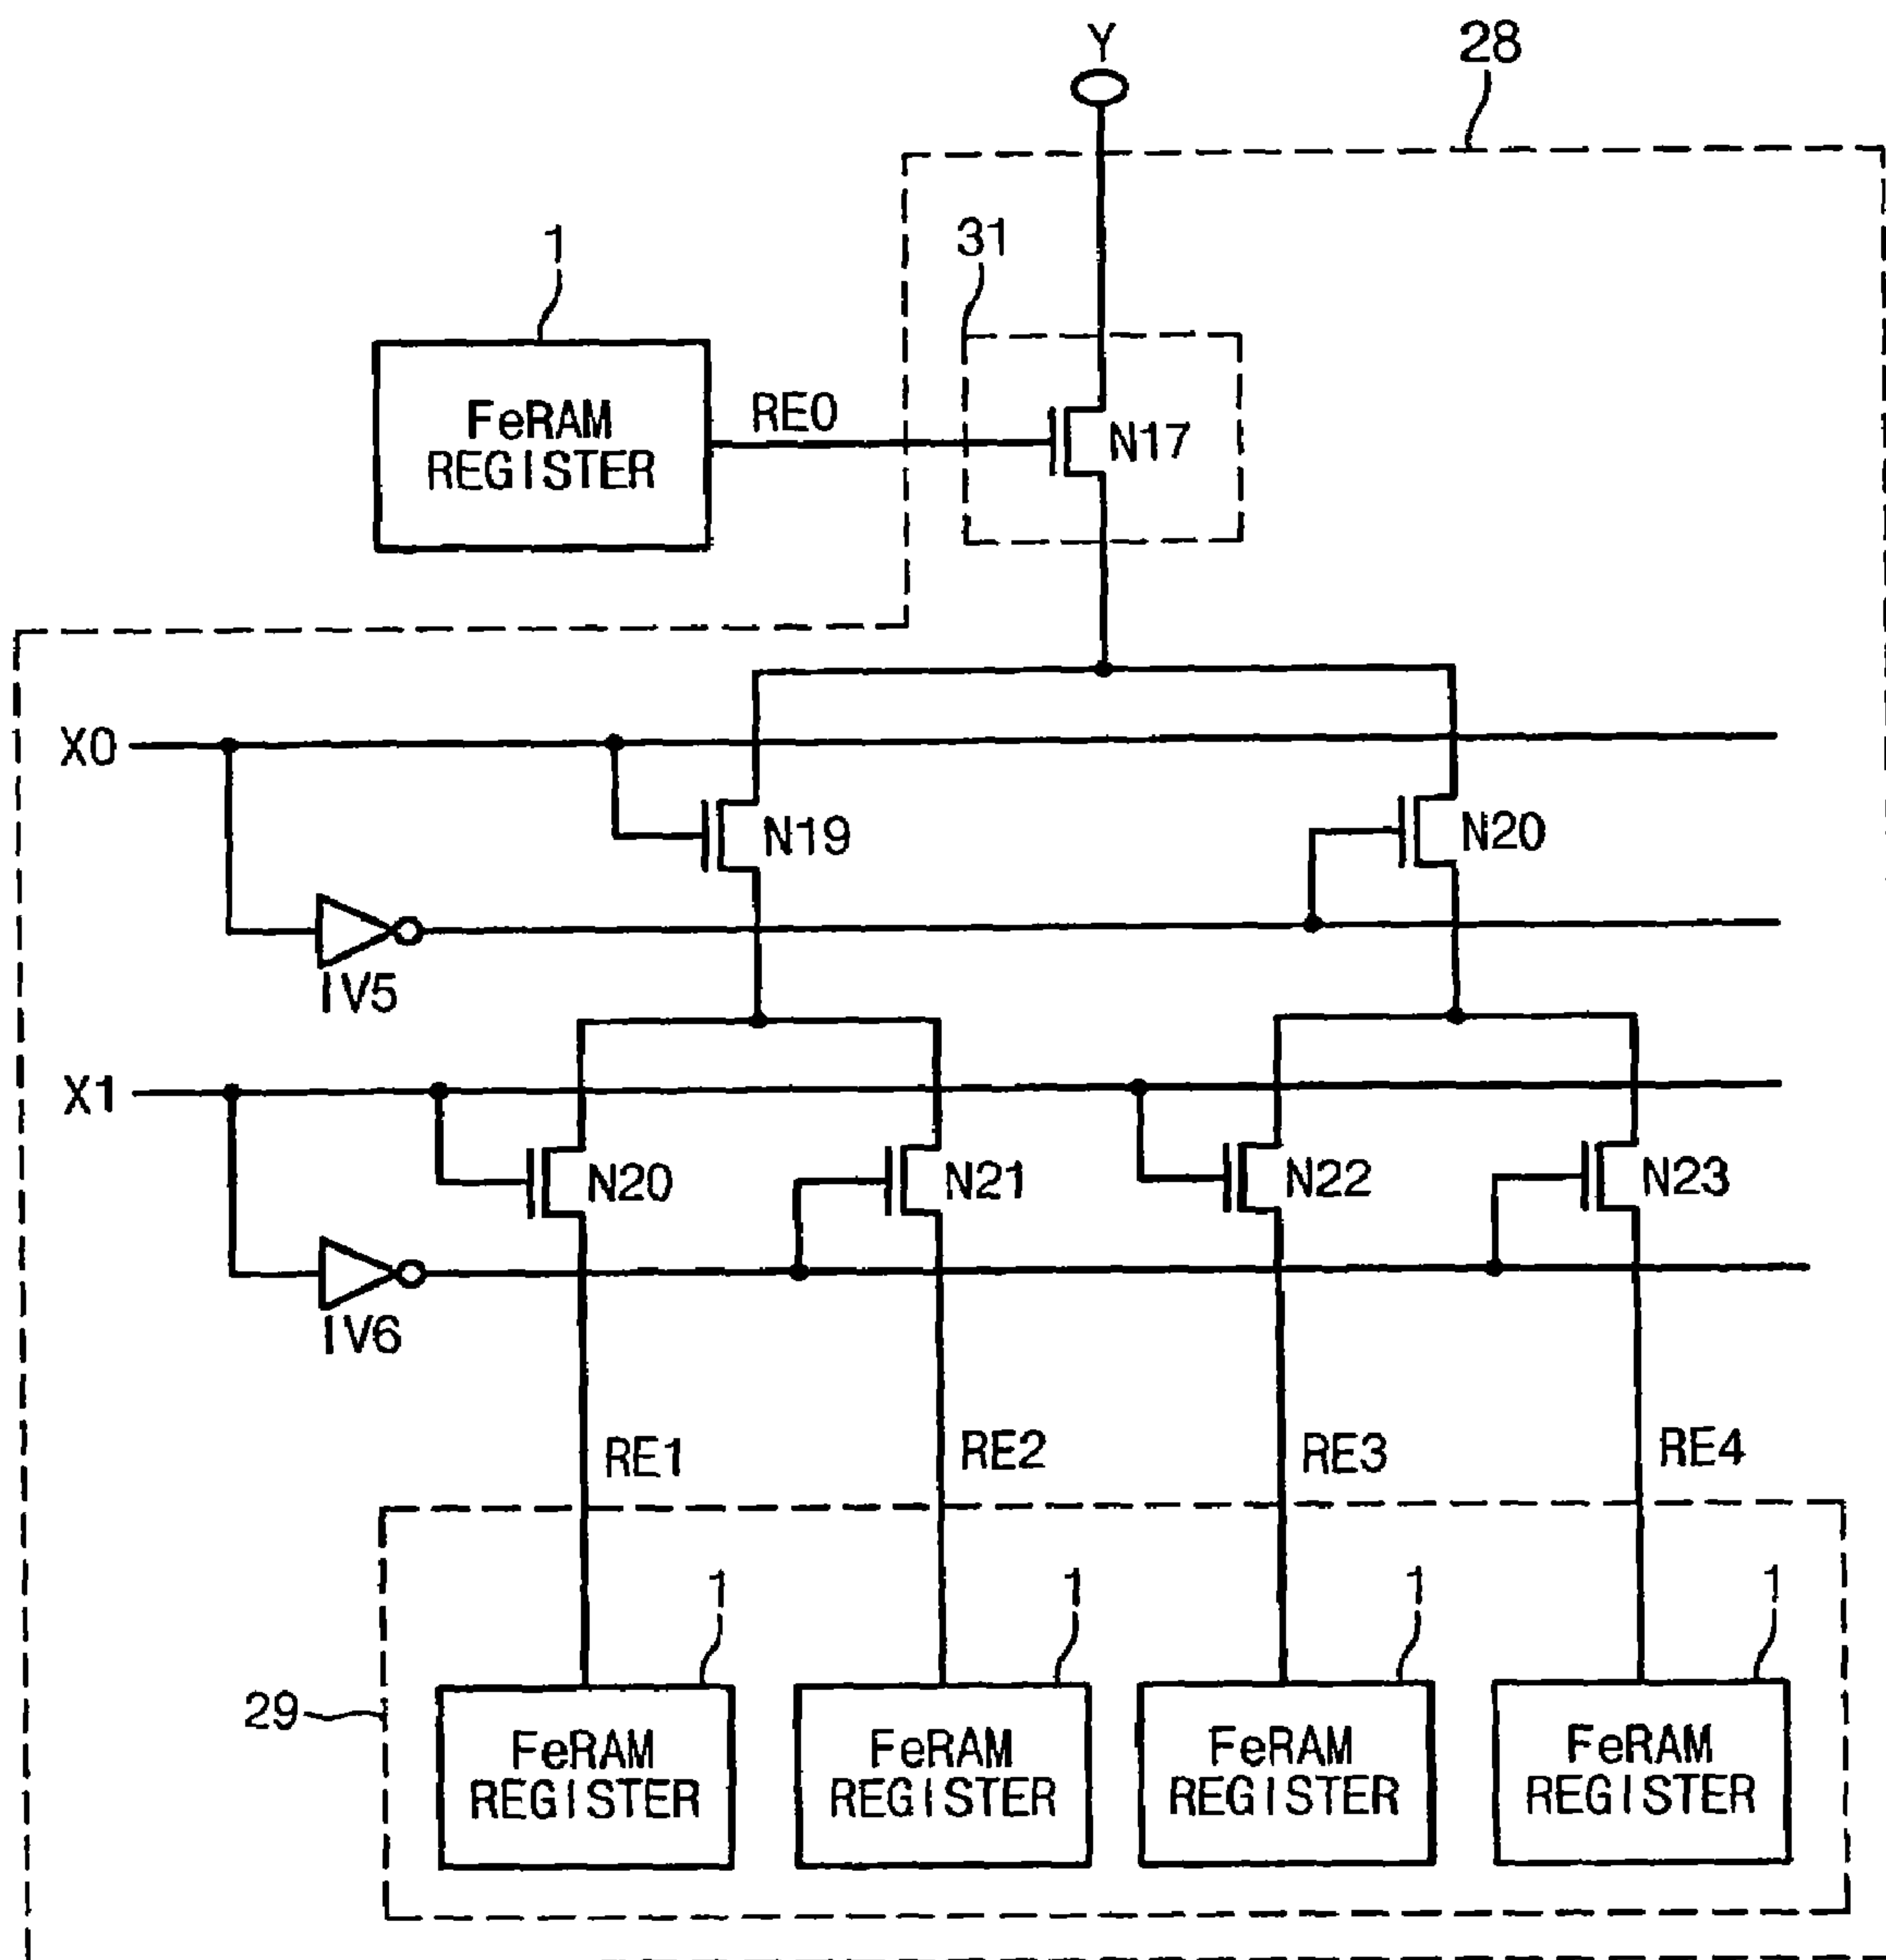 Y
28
31
1
FeRAM
REGISTER
RE0
N17
X0
N19
N20
IV5
X1
N20
N21
N22
N23
IV6
RE1
RE2
RE3
RE4
1
1
1
1
29
FeRAM
REGISTER
FeRAM
REGISTER
FeRAM
REGISTER
FeRAM
REGISTER